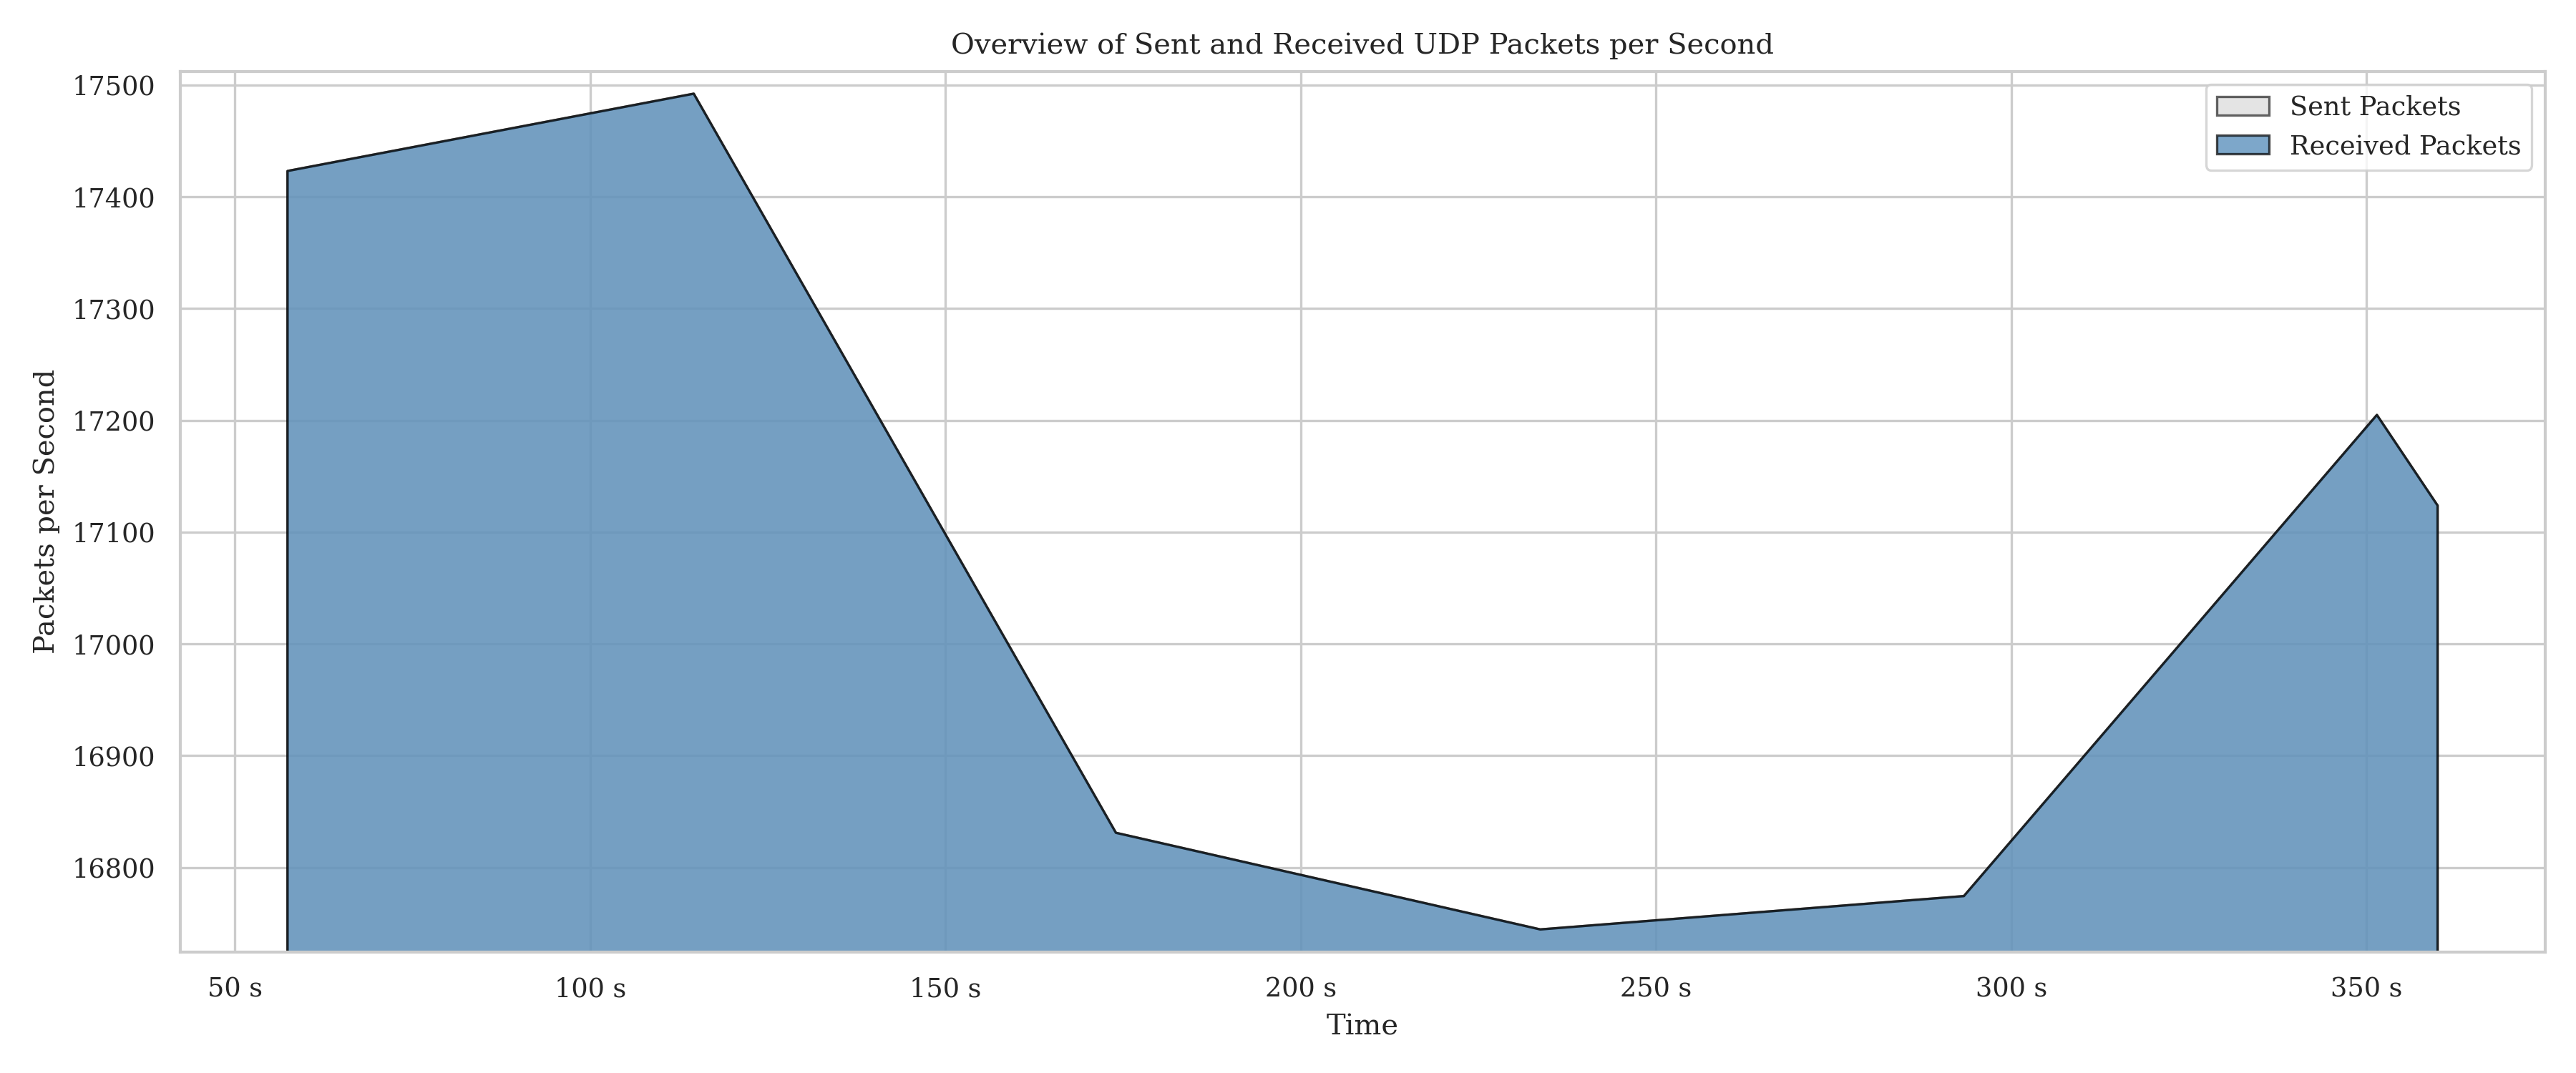 Overview of Sent and Received UDP Packets per Second
Sent Packets
Received Packets
Packets per Second
17500
17400
17300
17200
17100
17000
16900
16800
50 s
100 s
150 s
200 s
250 s
300 s
350 s
Time